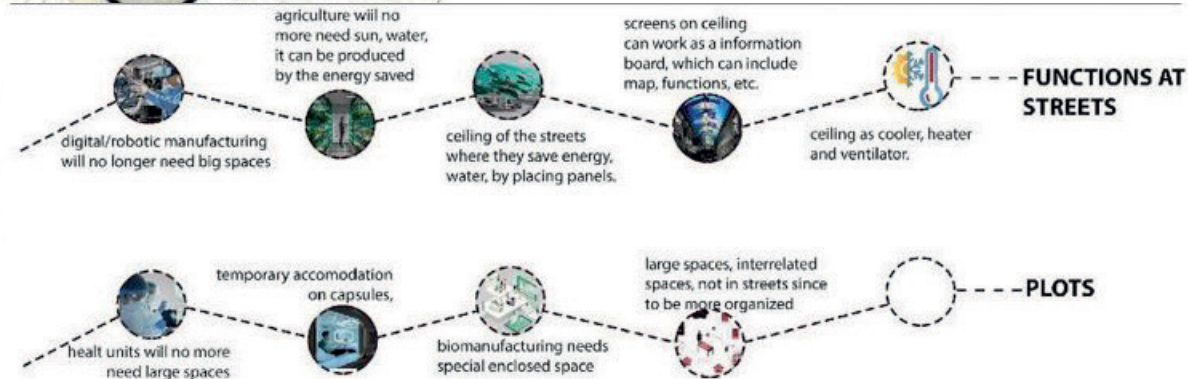 agriculture wiil no
more need sun, water,
it can be produced
by the energy saved
screens on ceiling
can work as a information
board, which can include
map, functions, etc.
FUNCTIONS AT
STREETS
digital/robotic manufacturing
will no longer need big spaces
ceiling of the streets
where they save energy,
water, by placing panels.
ceiling as cooler, heater
and ventilator.
temporary accomodation
on capsules,
large spaces, interrelated
spaces, not in streets since
to be more organized
PLOTS
healt units will no more
need large spaces
biomanufacturing needs
special enclosed space